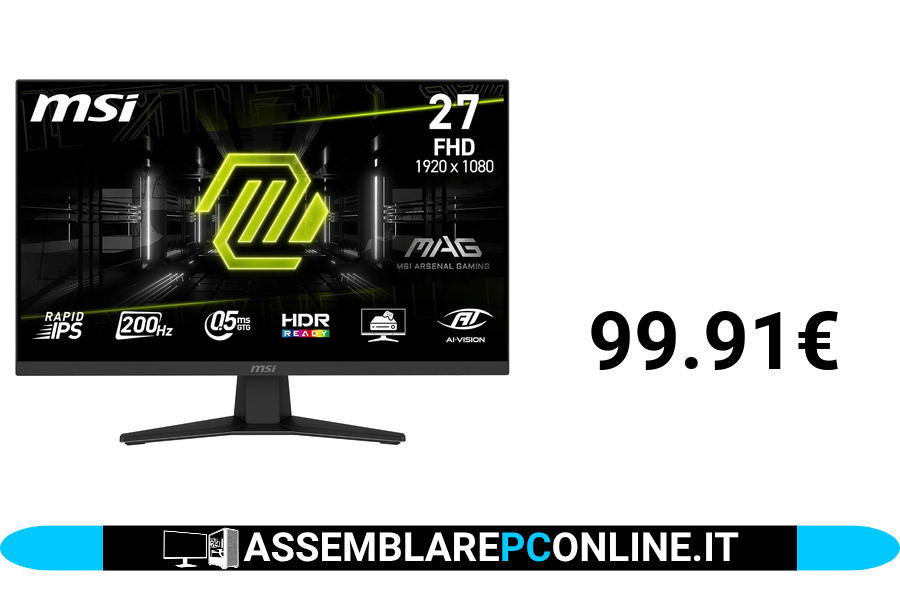 msi
27
FHD
1920 x 1080
MAG
MSI ARSENAL GAMING
RAPID
IPS
200Hz
0.5ms
GTG
HDR
READY
AI
AI-VISION
msi
99.91€
ASSEMBLAREPCONLINE.IT